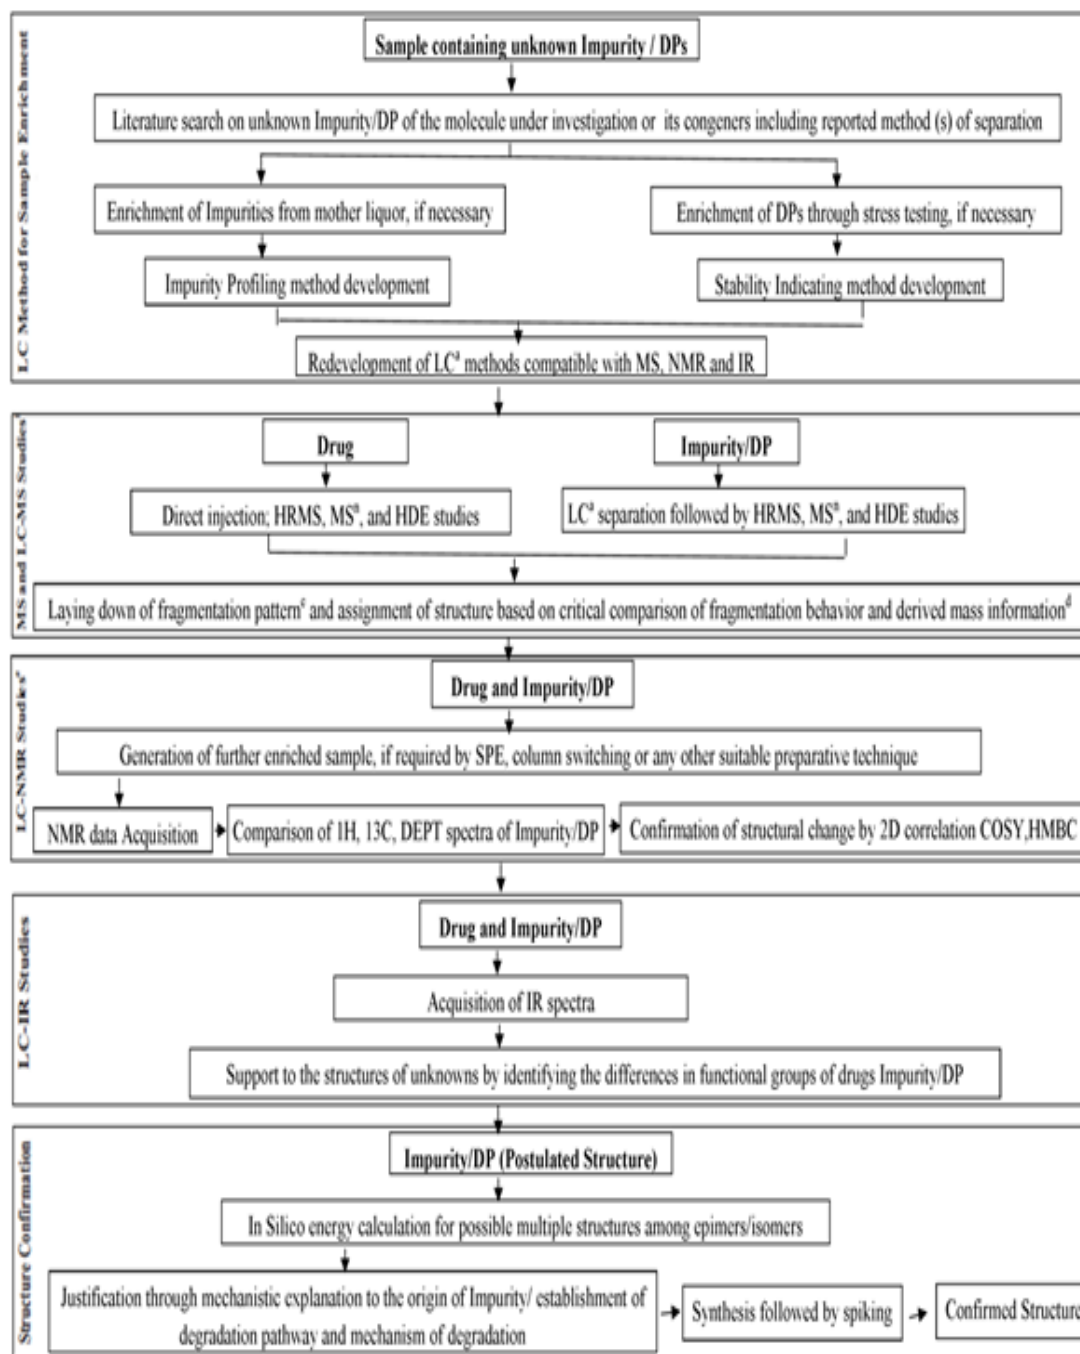 LC Method for Sample Enrichment
Sample containing unknown Impurity / DPs
Literature search on unknown Impurity/DP of the molecule under investigation or its congeners including reported method (s) of separation
Enrichment of Impurities from mother liquor, if necessary
Enrichment of DPs through stress testing, if necessary
Impurity Profiling method development
Stability Indicating method development
Redevelopment of LCᵃ methods compatible with MS, NMR and IR
MS and LC-MS Studies
Drug
Impurity/DP
Direct injection; HRMS, MSⁿ, and HDE studies
LCᵃ separation followed by HRMS, MSⁿ, and HDE studies
Laying down of fragmentation patternᶜ and assignment of structure based on critical comparison of fragmentation behavior and derived mass informationᵈ
LC-NMR Studiesᵉ
Drug and Impurity/DP
Generation of further enriched sample, if required by SPE, column switching or any other suitable preparative technique
NMR data Acquisition
Comparison of 1H, 13C, DEPT spectra of Impurity/DP
Confirmation of structural change by 2D correlation COSY,HMBC
LC-IR Studies
Drug and Impurity/DP
Acquisition of IR spectra
Support to the structures of unknowns by identifying the differences in functional groups of drugs Impurity/DP
Structure Confirmation
Impurity/DP (Postulated Structure)
In Silico energy calculation for possible multiple structures among epimers/isomers
Justification through mechanistic explanation to the origin of Impurity/ establishment of
degradation pathway and mechanism of degradation
Synthesis followed by spiking
Confirmed Structure